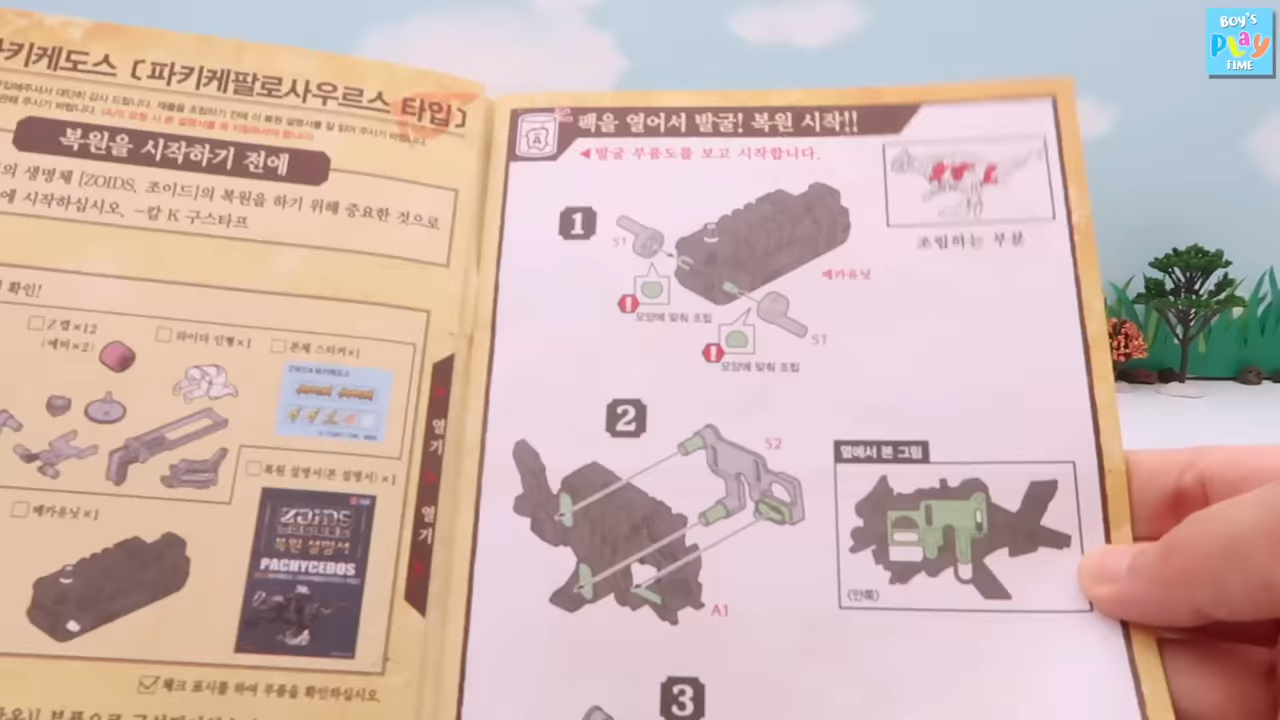 파키케도스 [파키케팔로사우르스 타입]
복원을 시작하기 전에
의 생명체 [ZOIDS, 조이드]의 복원을 하기 위해 중요한 것으로
에 시작하십시오, -칼 K 구스타프
확인!
Z캡×12
(예비×2)
라이더 인형×1
본체 스티커×1
복원 설명서(본 설명서)×1
메카유닛×1
ZOIDS
복원 설명서
PACHYCEDOS
체크 표시를 하여 부품을 확인하십시오.
열기
열기
A
팩을 열어서 발굴! 복원 시작!!
◀발굴 부품도를 보고 시작합니다.
조립하는 부분
1
S1
메카유닛
!
모양에 맞춰 조립
S1
!
모양에 맞춰 조립
2
S2
A1
옆에서 본 그림
(안쪽)
3
BOY'S
PLAY
TIME